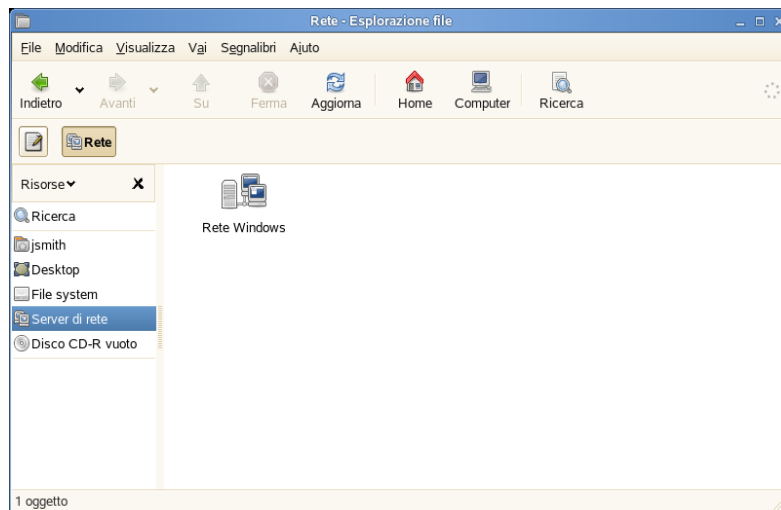 Rete - Esplorazione file
File Modifica Visualizza Vai Segnalibri Aiuto
Indietro Avanti Su Ferma Aggiorna Home Computer Ricerca
Rete
Risorse
Ricerca
jsmith
Desktop
File system
Server di rete
Disco CD-R vuoto
Rete Windows
1 oggetto